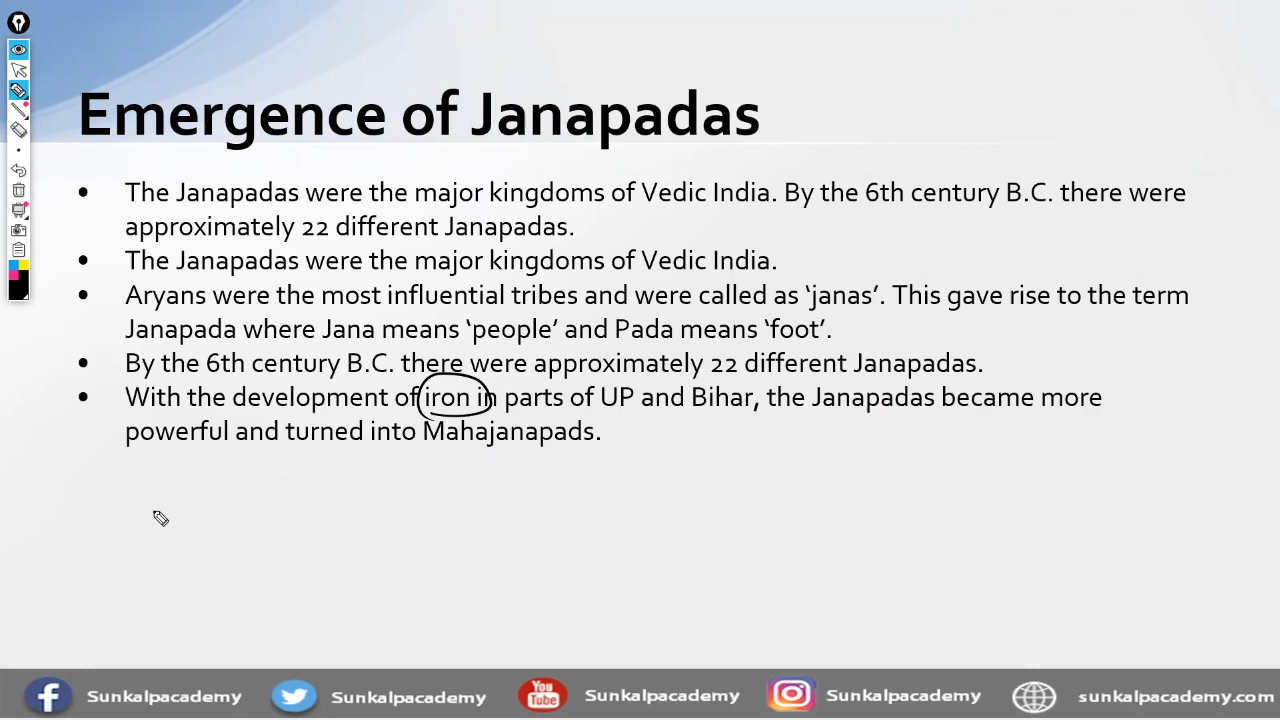 Emergence of Janapadas
• The Janapadas were the major kingdoms of Vedic India. By the 6th century B.C. there were
approximately 22 different Janapadas.
• The Janapadas were the major kingdoms of Vedic India.
• Aryans were the most influential tribes and were called as ‘janas’. This gave rise to the term
Janapada where Jana means ‘people’ and Pada means ‘foot’.
• By the 6th century B.C. there were approximately 22 different Janapadas.
• With the development of iron in parts of UP and Bihar, the Janapadas became more
powerful and turned into Mahajanapads.
Sunkalpacademy Sunkalpacademy You Tube Sunkalpacademy Sunkalpacademy sunkalpacademy.com